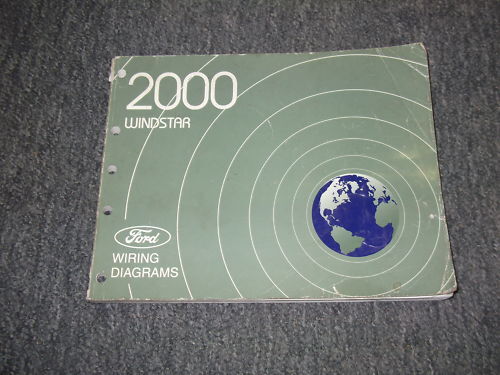 2000
WINDSTAR
Ford
WIRING
DIAGRAMS